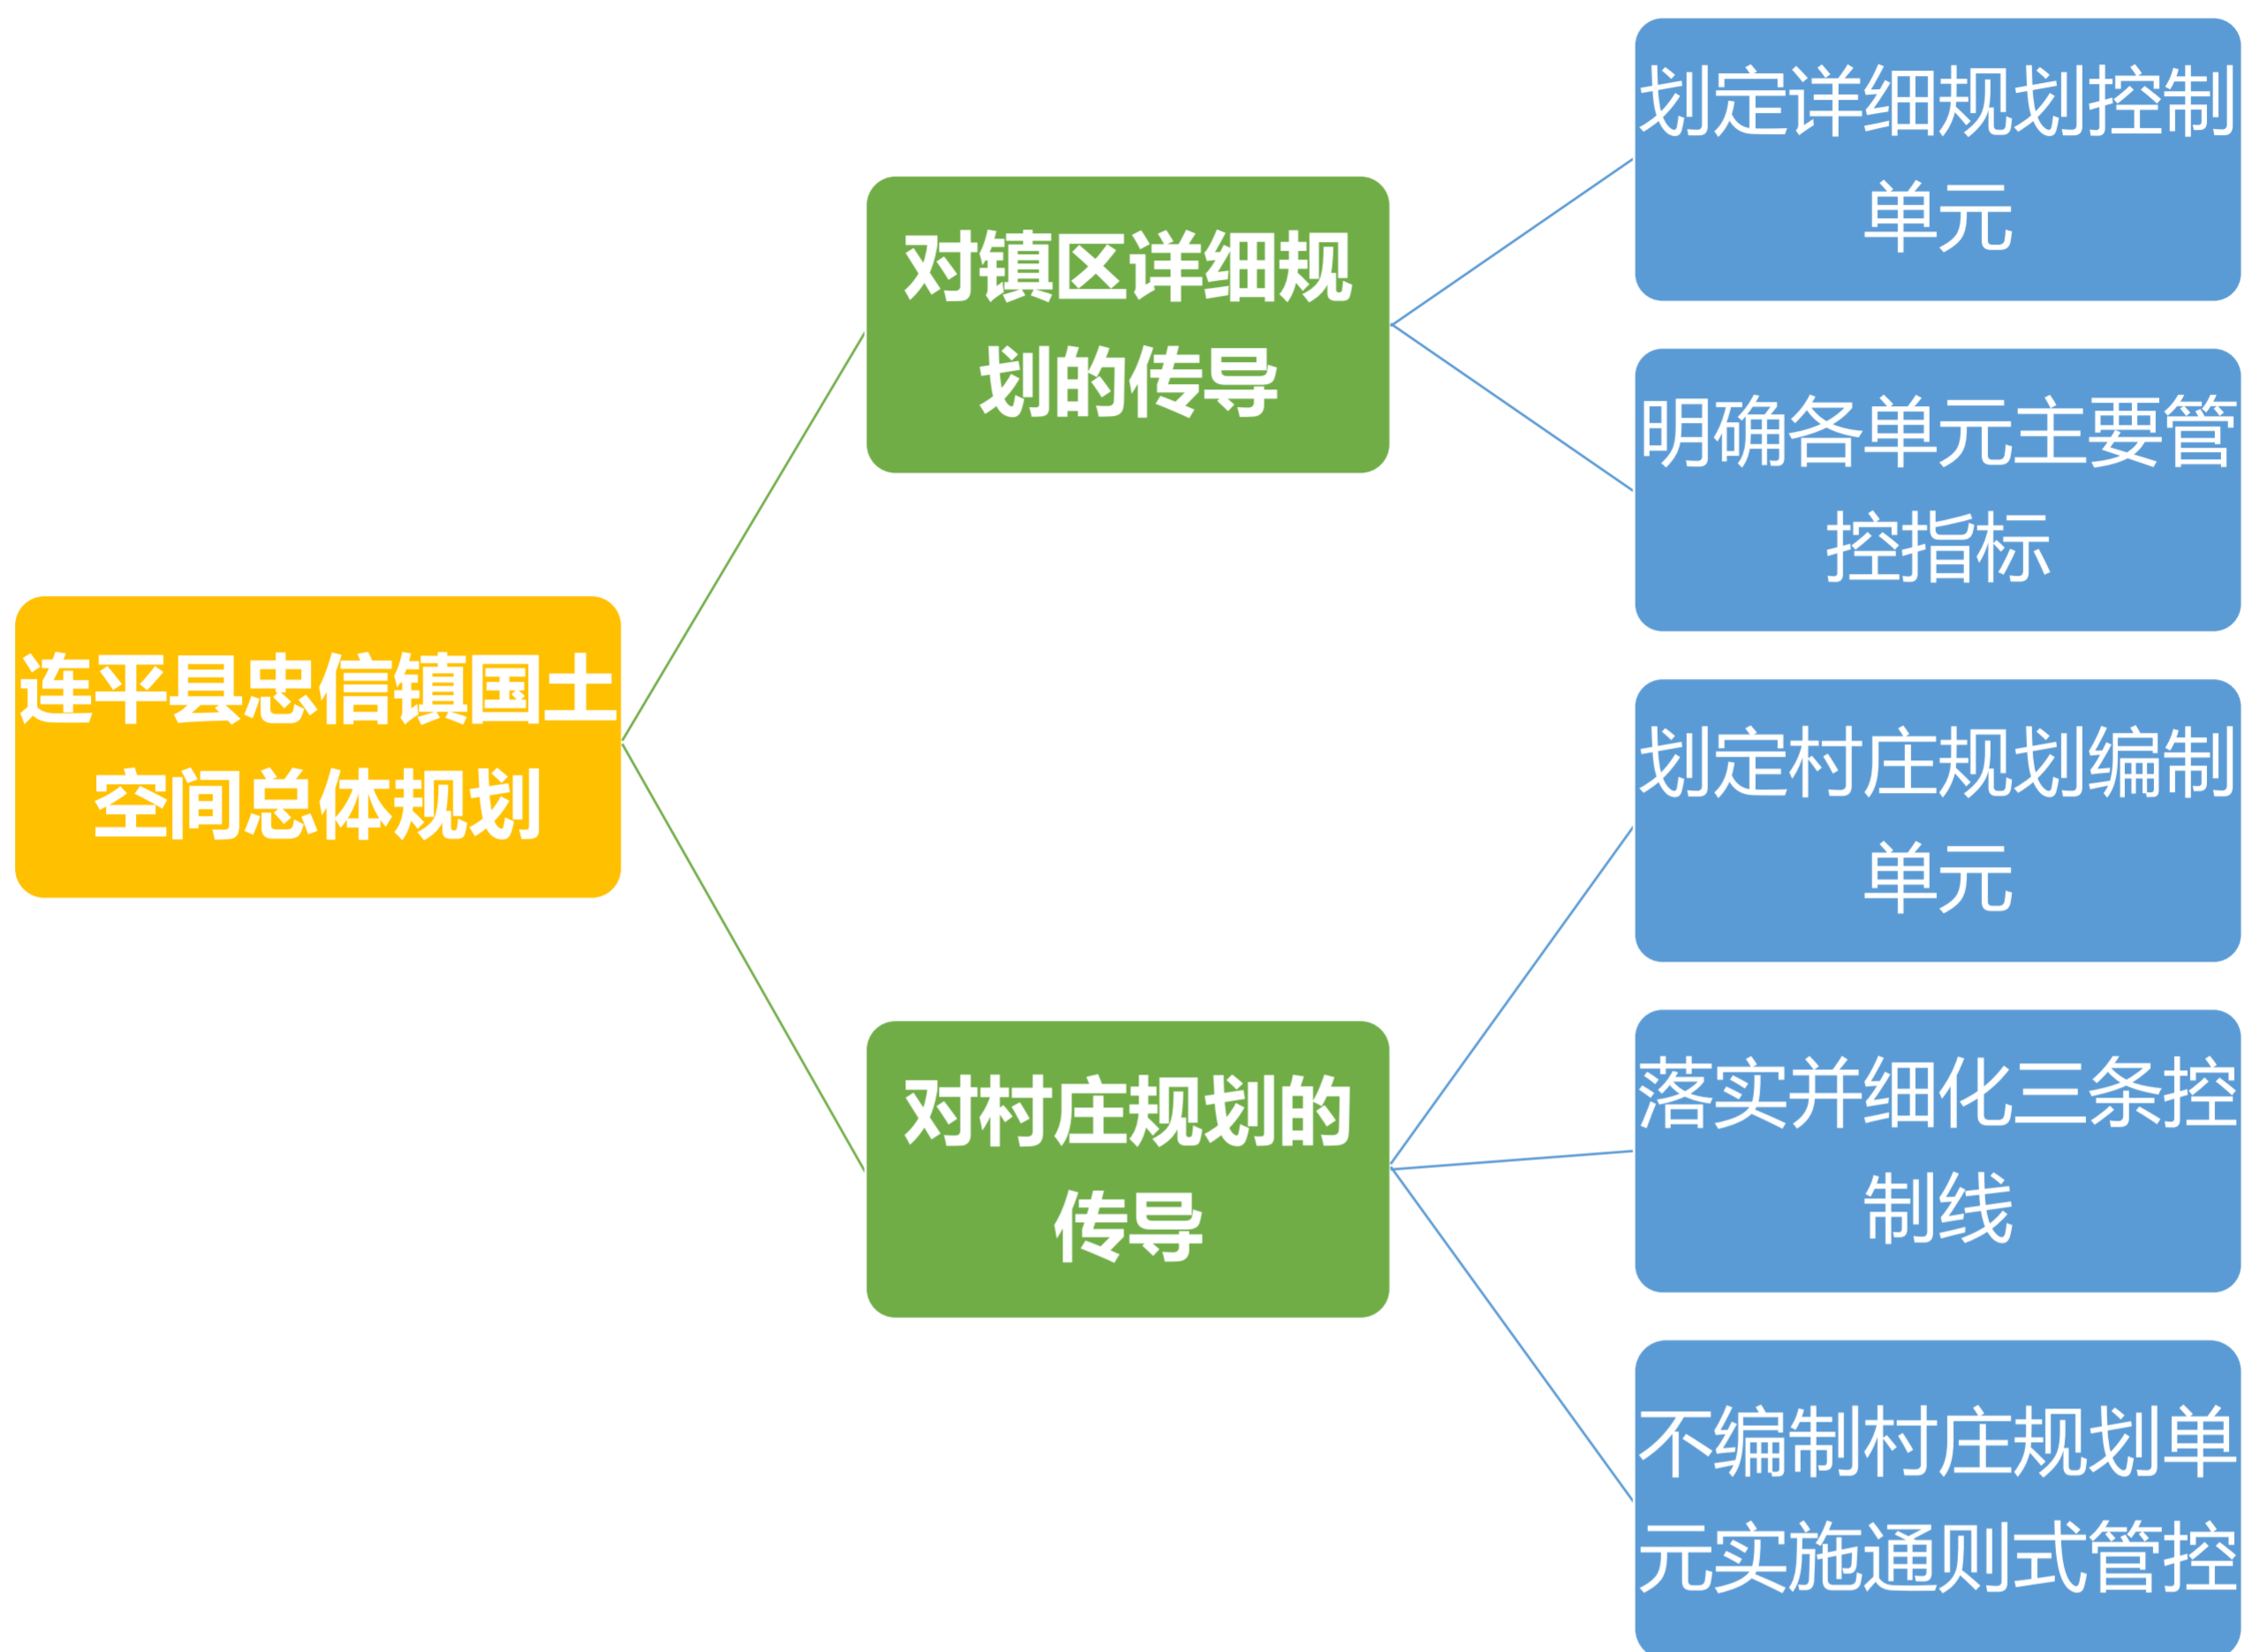 连平县忠信镇国土
空间总体规划
对镇区详细规
划的传导
划定详细规划控制
单元
明确各单元主要管
控指标
对村庄规划的
传导
划定村庄规划编制
单元
落实并细化三条控
制线
不编制村庄规划单
元实施通则式管控